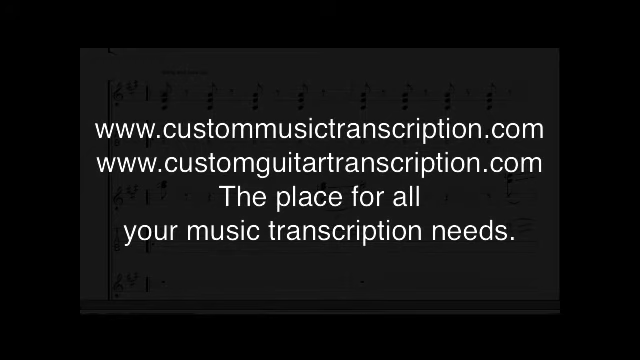 www.custommusictranscription.com
www.customguitartranscription.com
The place for all
your music transcription needs.